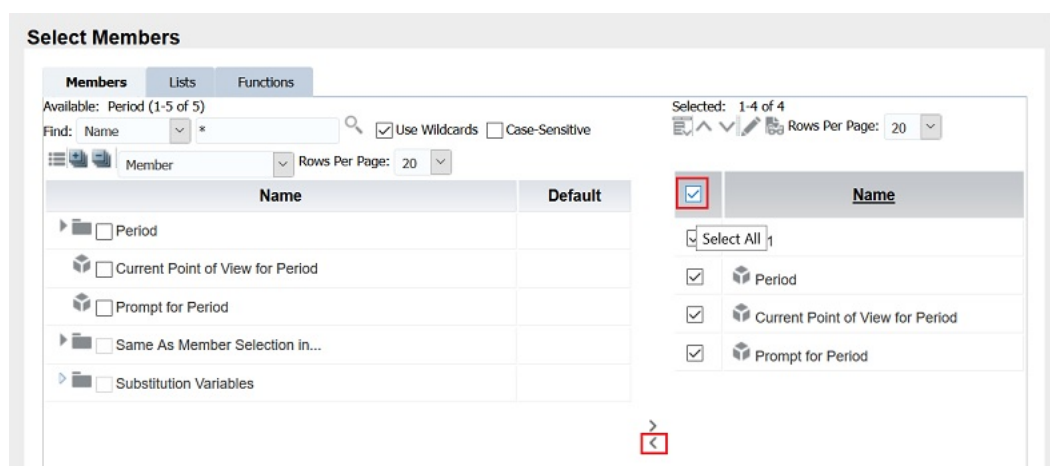 Select Members
Members Lists Functions
Available: Period (1-5 of 5)
Find: Name * Use Wildcards Case-Sensitive
Member Rows Per Page: 20
Name Default
Period
Current Point of View for Period
Prompt for Period
Same As Member Selection in...
Substitution Variables
Selected: 1-4 of 4
Rows Per Page: 20
Name
Select All 1
Period
Current Point of View for Period
Prompt for Period